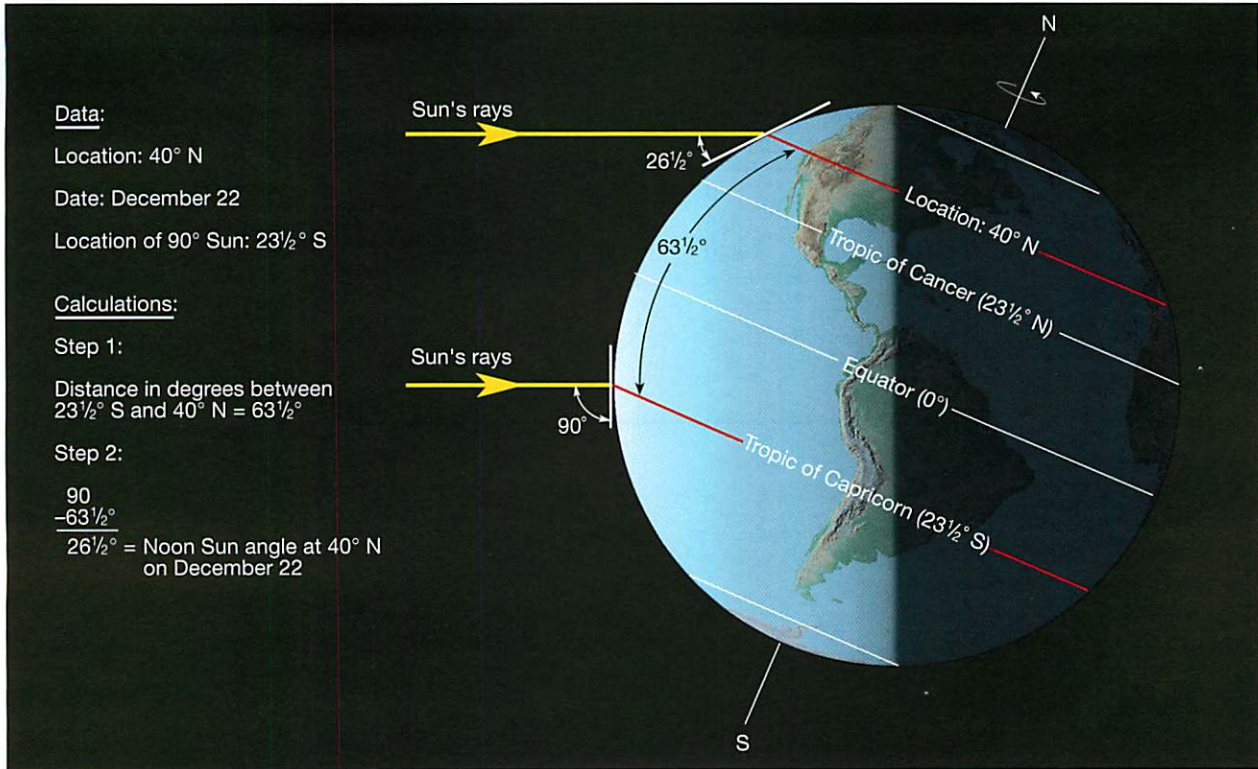 Data:
Location: 40° N
Date: December 22
Location of 90° Sun: 23½° S
Calculations:
Step 1:
Distance in degrees between
23½° S and 40° N = 63½°
Step 2:
90
–63½°
26½° = Noon Sun angle at 40° N
on December 22
Sun's rays
26½°
63½°
Sun's rays
90°
N
Location: 40° N
Tropic of Cancer (23½° N)
Equator (0°)
Tropic of Capricorn (23½° S)
S